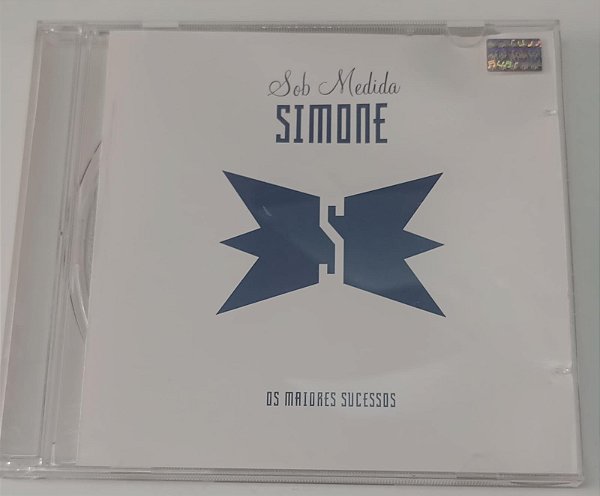 Sob Medida
SIMONE
S
OS MAIORES SUCESSOS